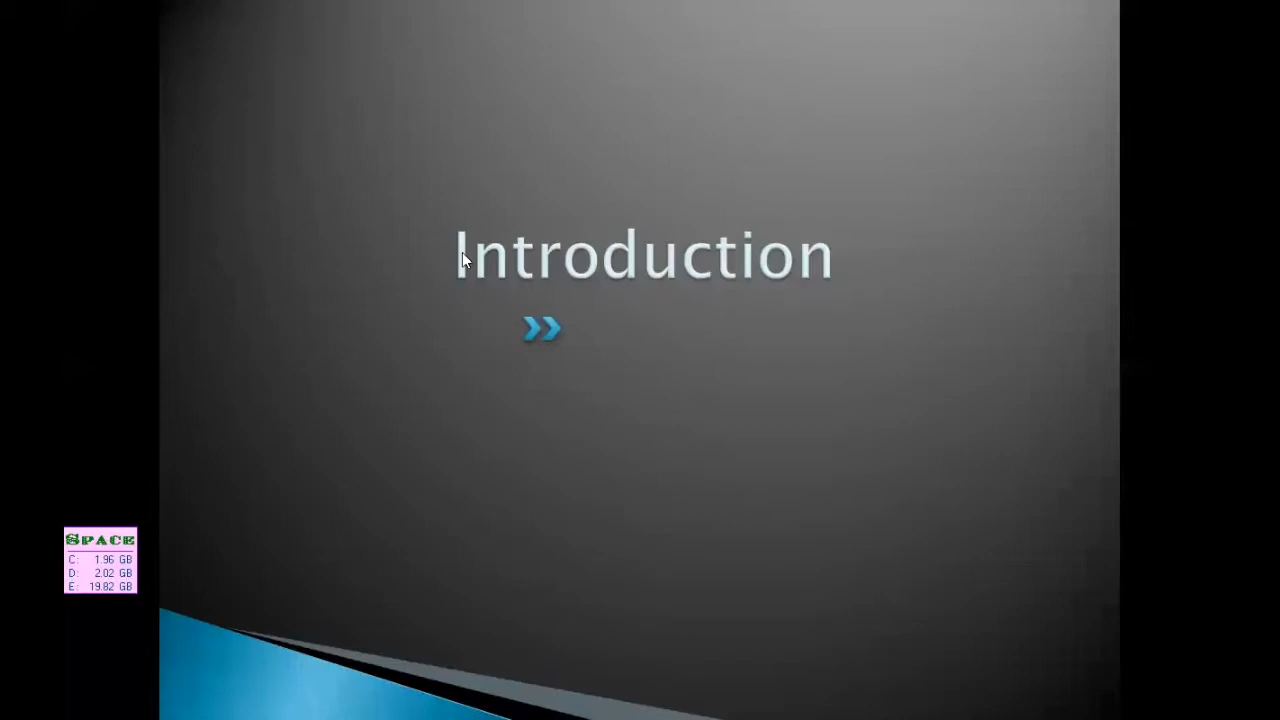 Introduction
SPACE
C: 1.96 GB
D: 2.02 GB
E: 19.82 GB